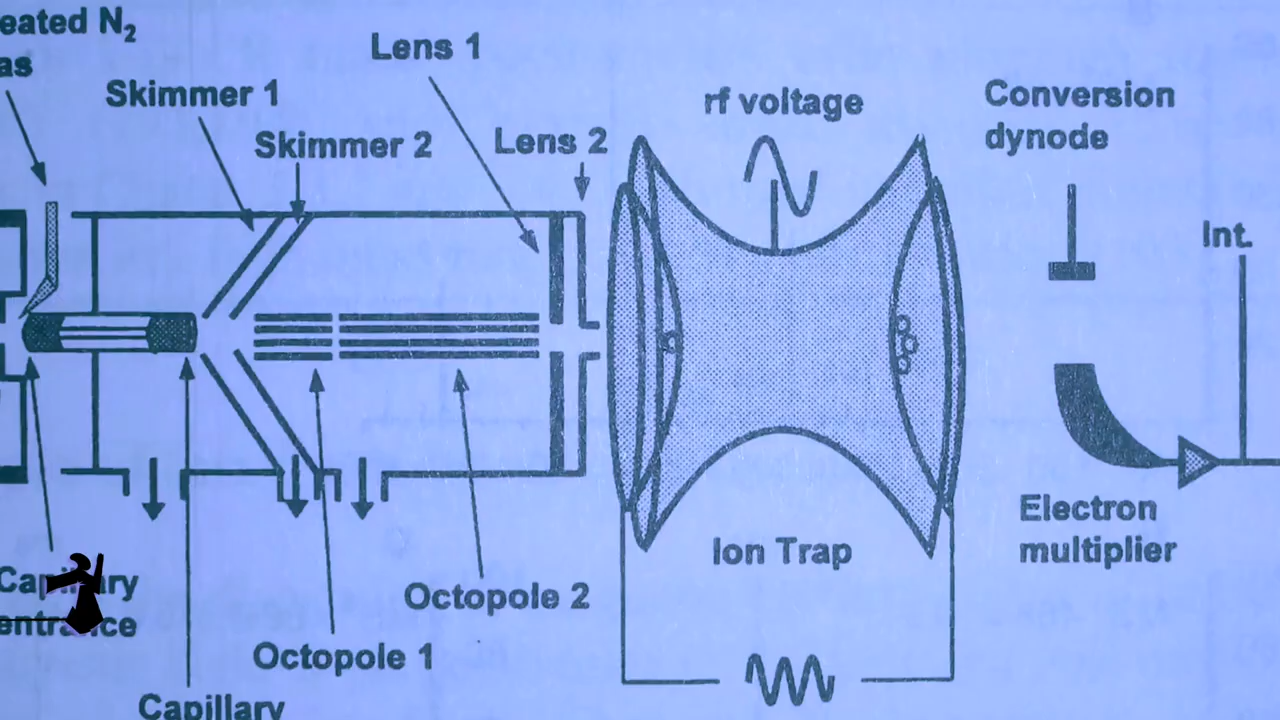 eated N₂
as
Skimmer 1
Lens 1
Skimmer 2
Lens 2
rf voltage
Conversion
dynode
Int.
Electron
multiplier
Ion Trap
Octopole 2
Octopole 1
Capillary
entrance
Capillary